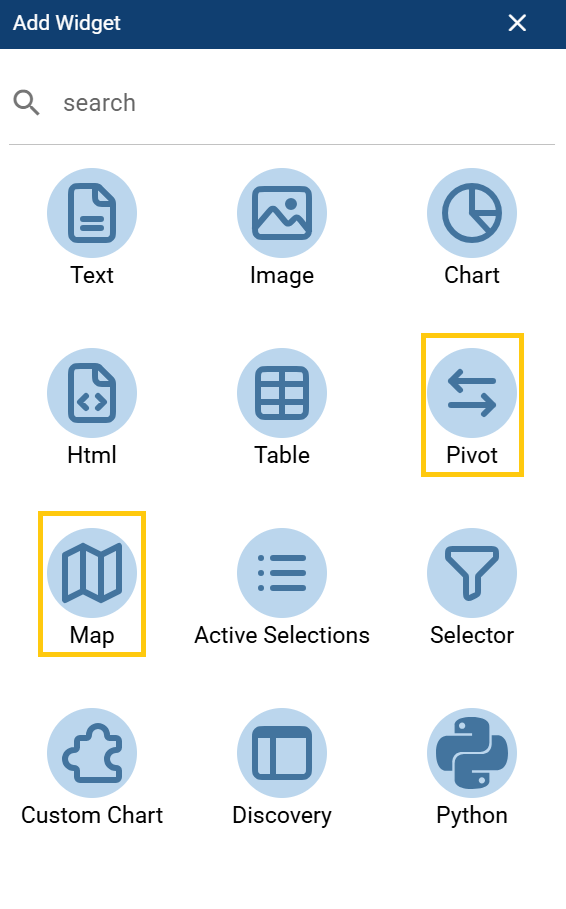 Add Widget
search
Text
Image
Chart
Html
Table
Pivot
Map
Active Selections
Selector
Custom Chart
Discovery
Python